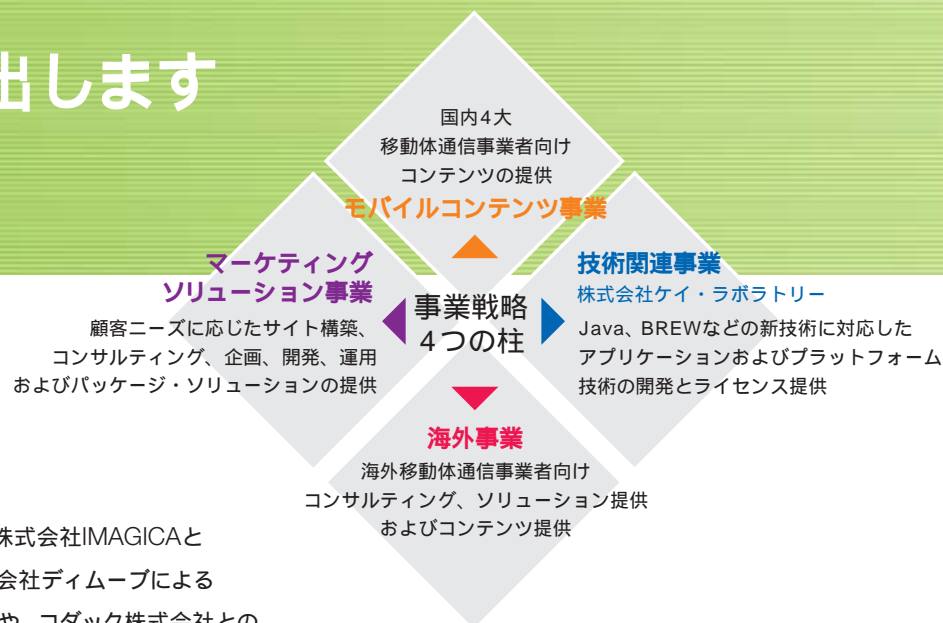 出します
国内4大
移動体通信事業者向け
コンテンツの提供
モバイルコンテンツ事業
マーケティング
ソリューション事業
顧客ニーズに応じたサイト構築、
コンサルティング、企画、開発、運用
およびパッケージ・ソリューションの提供
事業戦略
4つの柱
技術関連事業
株式会社ケイ・ラボラトリー
Java、BREWなどの新技術に対応した
アプリケーションおよびプラットフォーム
技術の開発とライセンス提供
海外事業
海外移動体通信事業者向け
コンサルティング、ソリューション提供
およびコンテンツ提供
株式会社IMAGICAと
会社ディムーブによる
や、コダック株式会社との